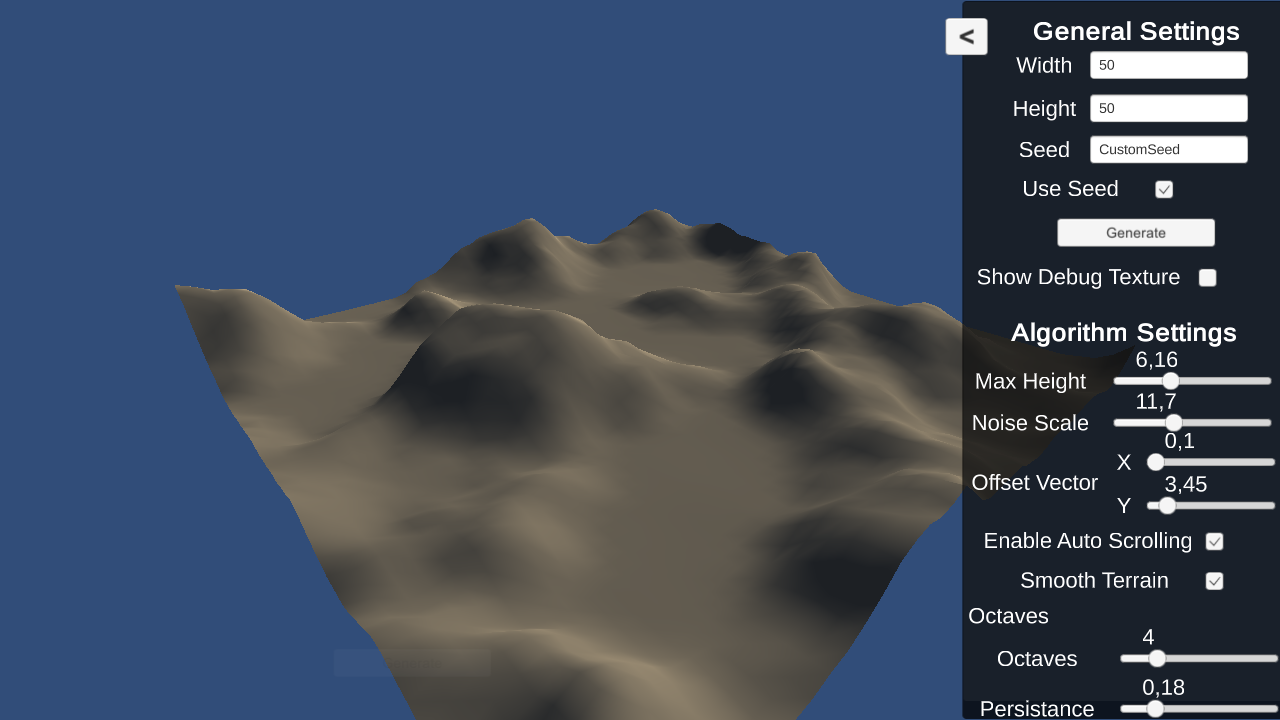 <
General Settings
Width 50
Height 50
Seed CustomSeed
Use Seed
Generate
Show Debug Texture
Algorithm Settings
6,16
Max Height
11,7
Noise Scale
0,1
X
Offset Vector
3,45
Y
Enable Auto Scrolling
Smooth Terrain
Octaves
4
Octaves
0,18
Persistance